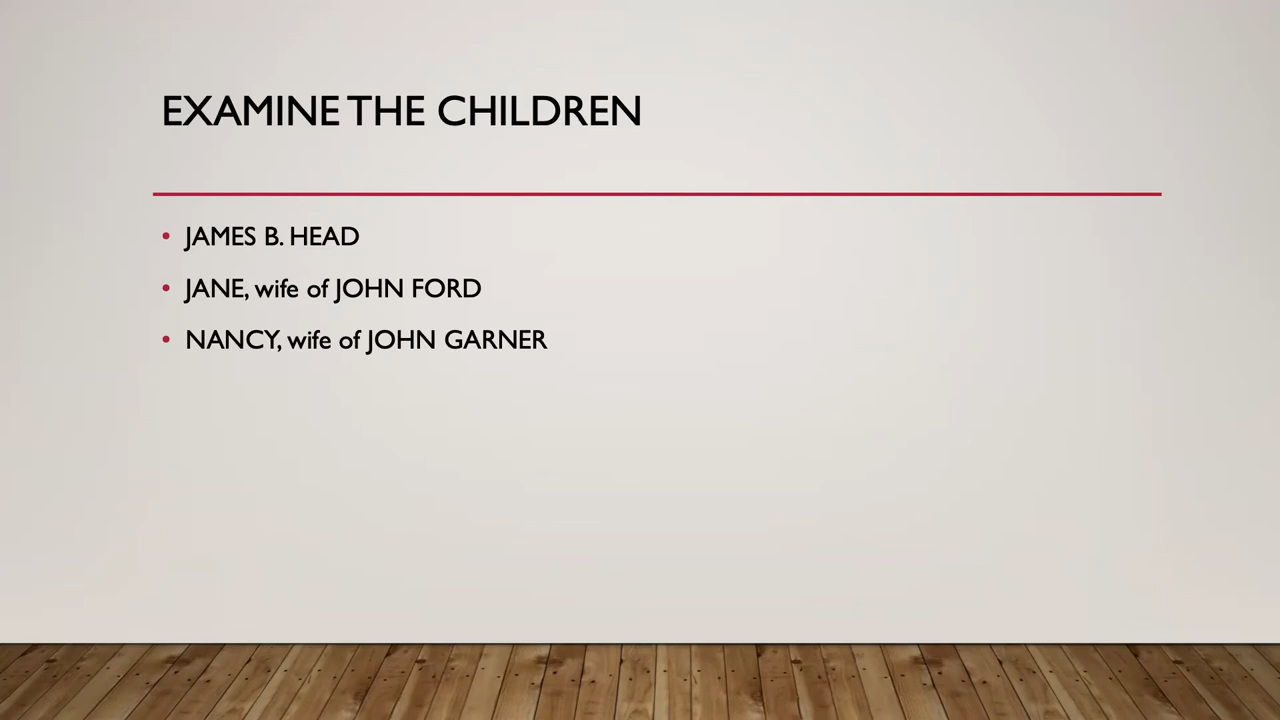 EXAMINE THE CHILDREN
• JAMES B. HEAD
• JANE, wife of JOHN FORD
• NANCY, wife of JOHN GARNER